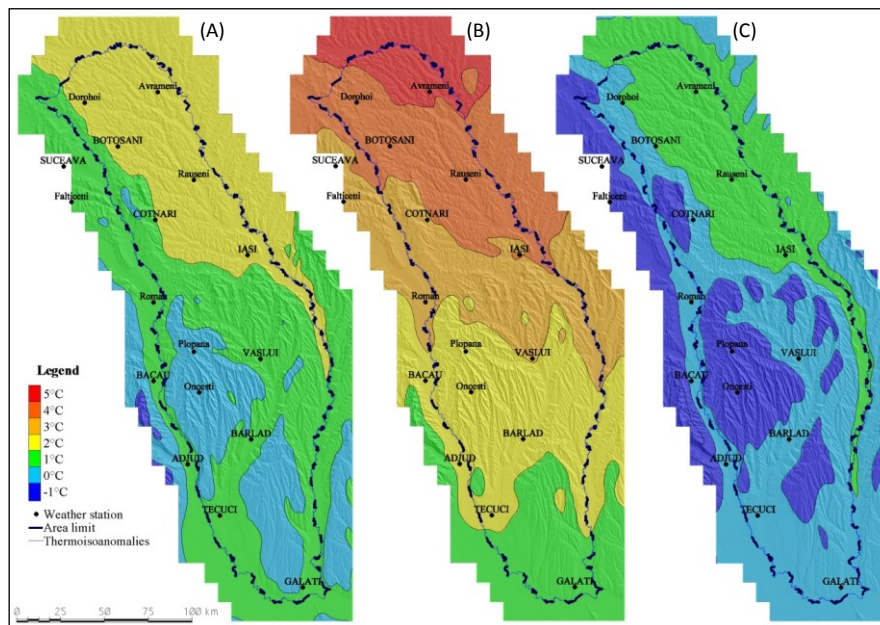 (A)
Avrameni
Dorohoi
BOTOSANI
SUCEAVA
Rauseni
Falticeni
COTNARI
IASI
Roman
Plopana
VASLUI
BACAU
Oncesti
BARLAD
ADJUD
TECUCI
GALATI
(B)
Avrameni
Dorohoi
BOTOSANI
SUCEAVA
Rauseni
Falticeni
COTNARI
IASI
Roman
Plopana
VASLUI
BACAU
Oncesti
BARLAD
ADJUD
TECUCI
GALATI
(C)
Avrameni
Dorohoi
BOTOSANI
SUCEAVA
Rauseni
Falticeni
COTNARI
IASI
Roman
Plopana
VASLUI
BACAU
Oncesti
BARLAD
ADJUD
TECUCI
GALATI
Legend
5°C
4°C
3°C
2°C
1°C
0°C
-1°C
Weather station
Area limit
Thermoisoanomalies
0 25 50 75 100 km